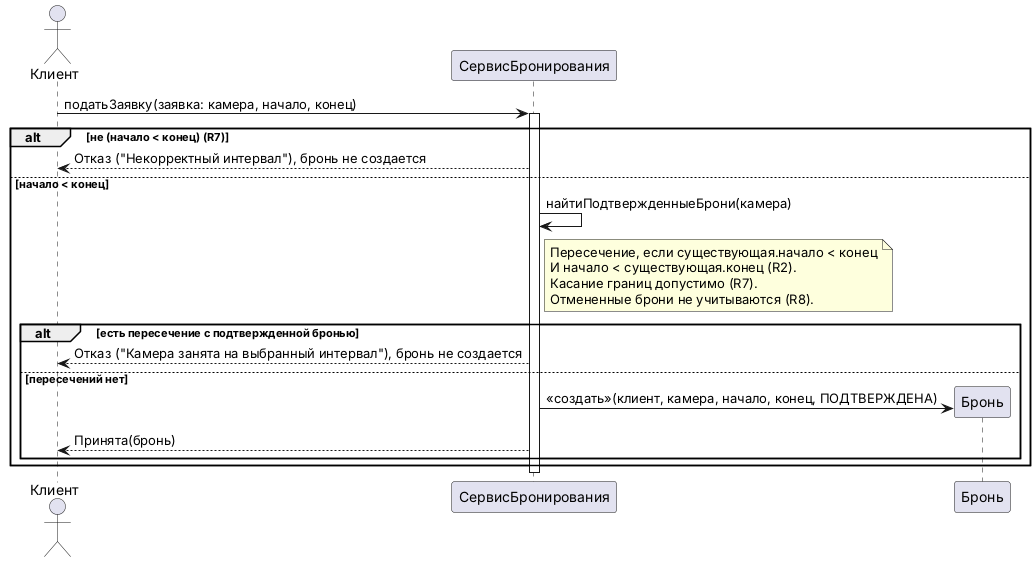 Клиент
СервисБронирования
податьЗаявку(заявка: камера, начало, конец)
alt
[не (начало < конец) (R7)]
Отказ ("Некорректный интервал"), бронь не создается
[начало < конец]
найтиПодтвержденныеБрони(камера)
Пересечение, если существующая.начало < конец
И начало < существующая.конец (R2).
Касание границ допустимо (R7).
Отмененные брони не учитываются (R8).
alt
[есть пересечение с подтвержденной бронью]
Отказ ("Камера занята на выбранный интервал"), бронь не создается
[пересечений нет]
«создать»(клиент, камера, начало, конец, ПОДТВЕРЖДЕНА)
Бронь
Принята(бронь)
Клиент
СервисБронирования
Бронь